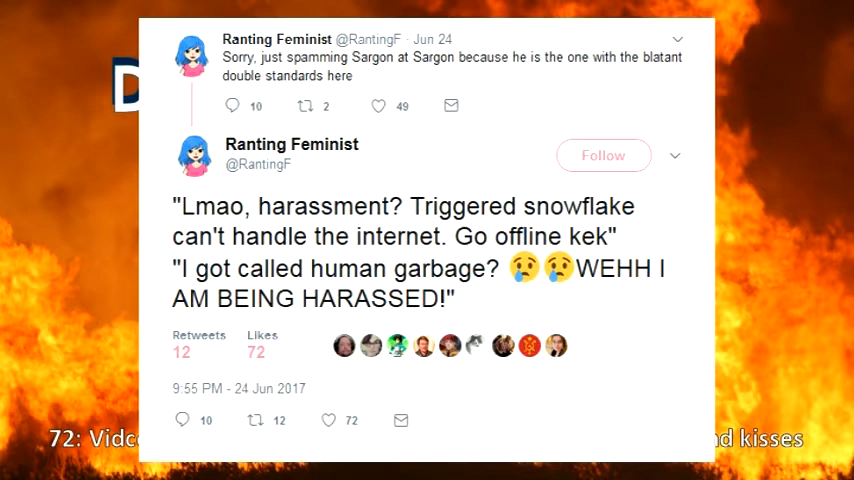 Ranting Feminist @RantingF · Jun 24
Sorry, just spamming Sargon at Sargon because he is the one with the blatant
double standards here
10 2 49
Ranting Feminist
@RantingF
Follow
"Lmao, harassment? Triggered snowflake
can't handle the internet. Go offline kek"
"I got called human garbage? 😢😢WEHH I
AM BEING HARASSED!"
Retweets Likes
12 72
9:55 PM - 24 Jun 2017
10 12 72
72: Vidc
nd kisses
D